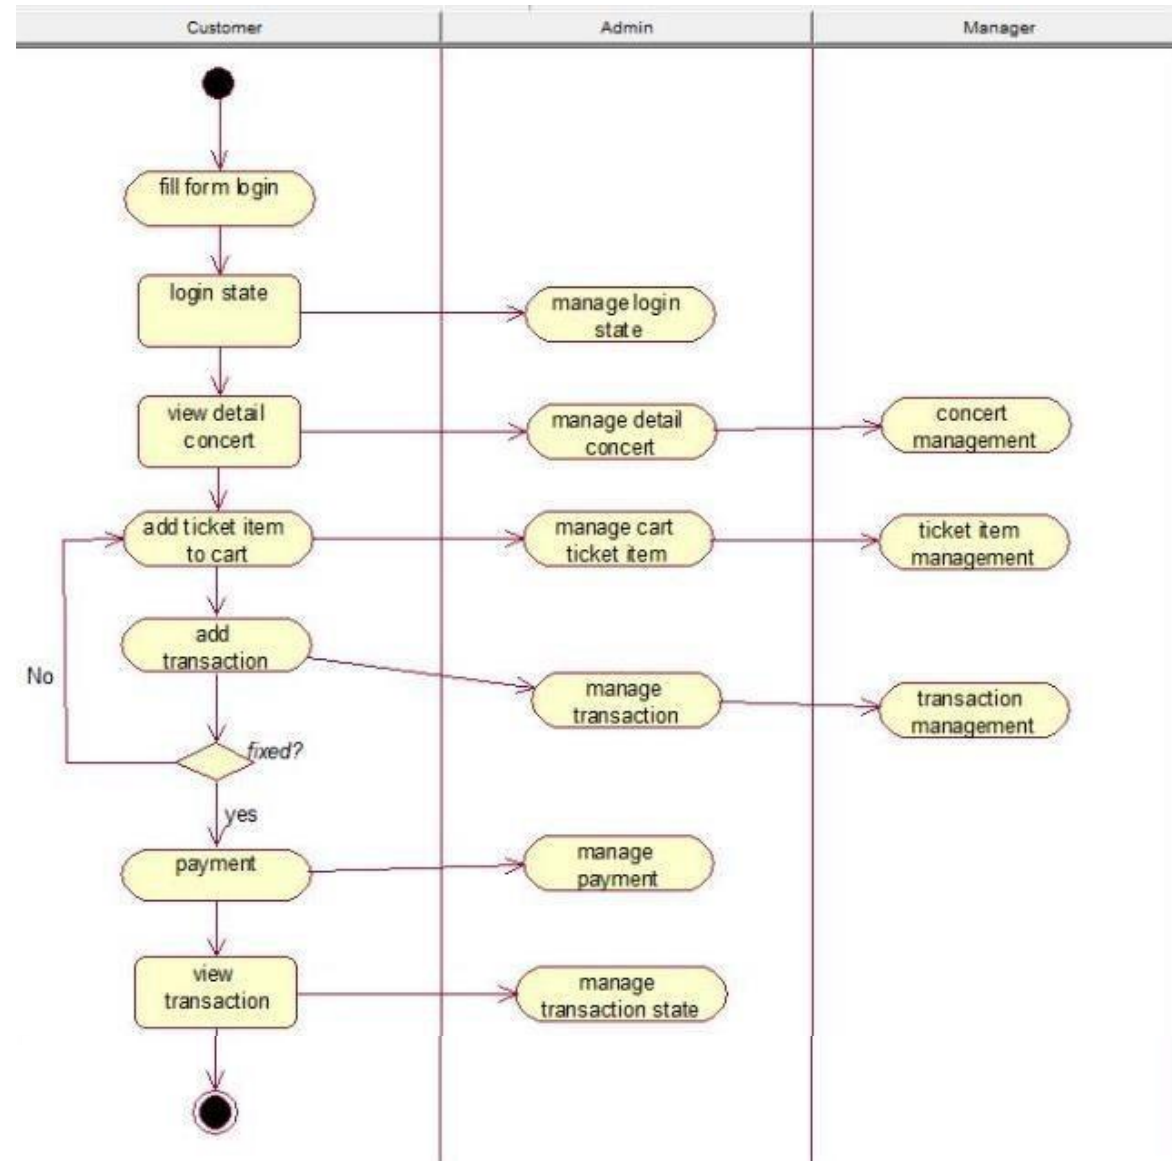 Customer
Admin
Manager
fill form login
login state
manage login
state
view detail
concert
manage detail
concert
concert
management
add ticket item
to cart
manage cart
ticket item
ticket item
management
add
transaction
No
manage
transaction
transaction
management
fixed?
yes
payment
manage
payment
view
transaction
manage
transaction state